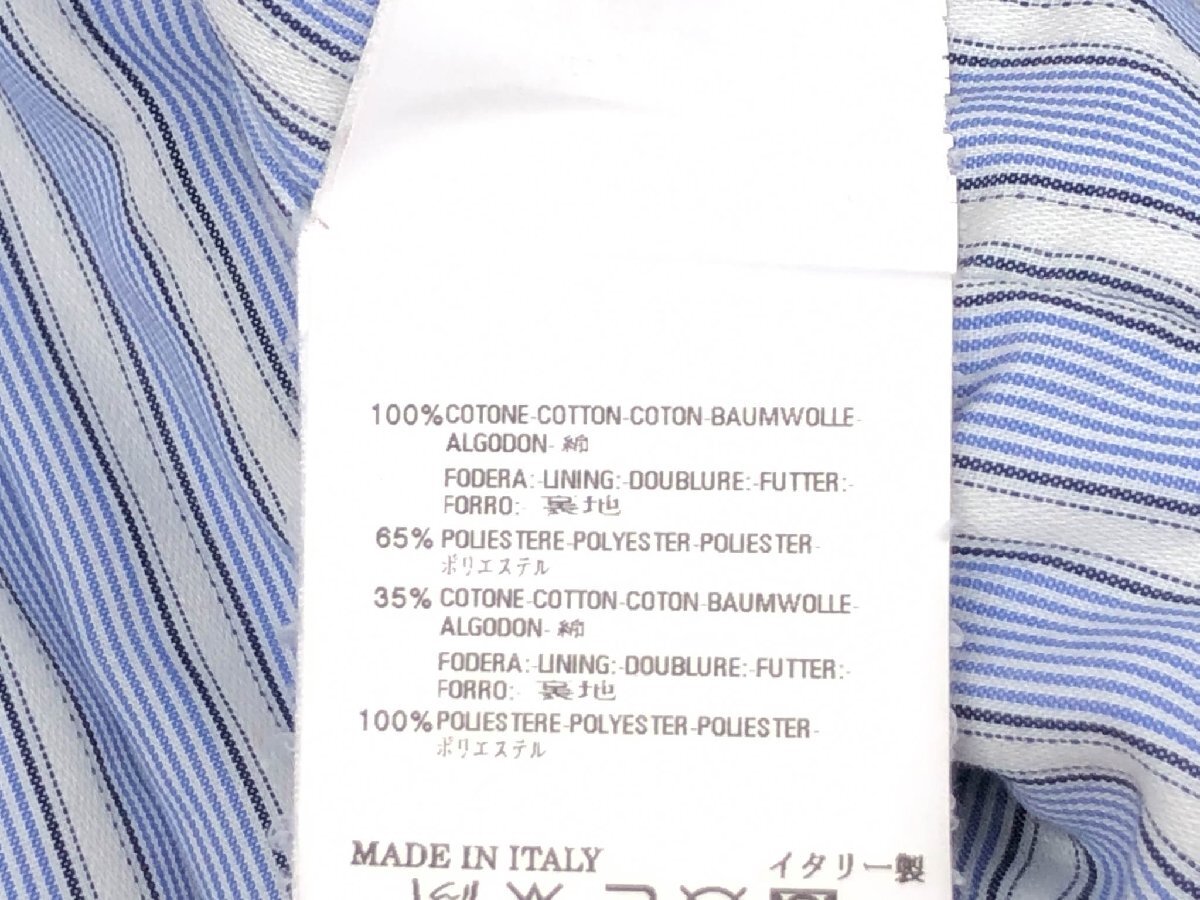 100% COTONE-COTTON-COTON-BAUMWOLLE-
ALGODON-綿
FODERA:-LINING:-DOUBLURE:-FUTTER:-
FORRO: 裏地
65% POLIESTERE-POLYESTER-POLIESTER-
ポリエステル
35% COTONE-COTTON-COTON-BAUMWOLLE-
ALGODON-綿
FODERA:-LINING:-DOUBLURE:-FUTTER:-
FORRO: 裏地
100% POLIESTERE-POLYESTER-POLIESTER-
ポリエステル
MADE IN ITALY イタリー製